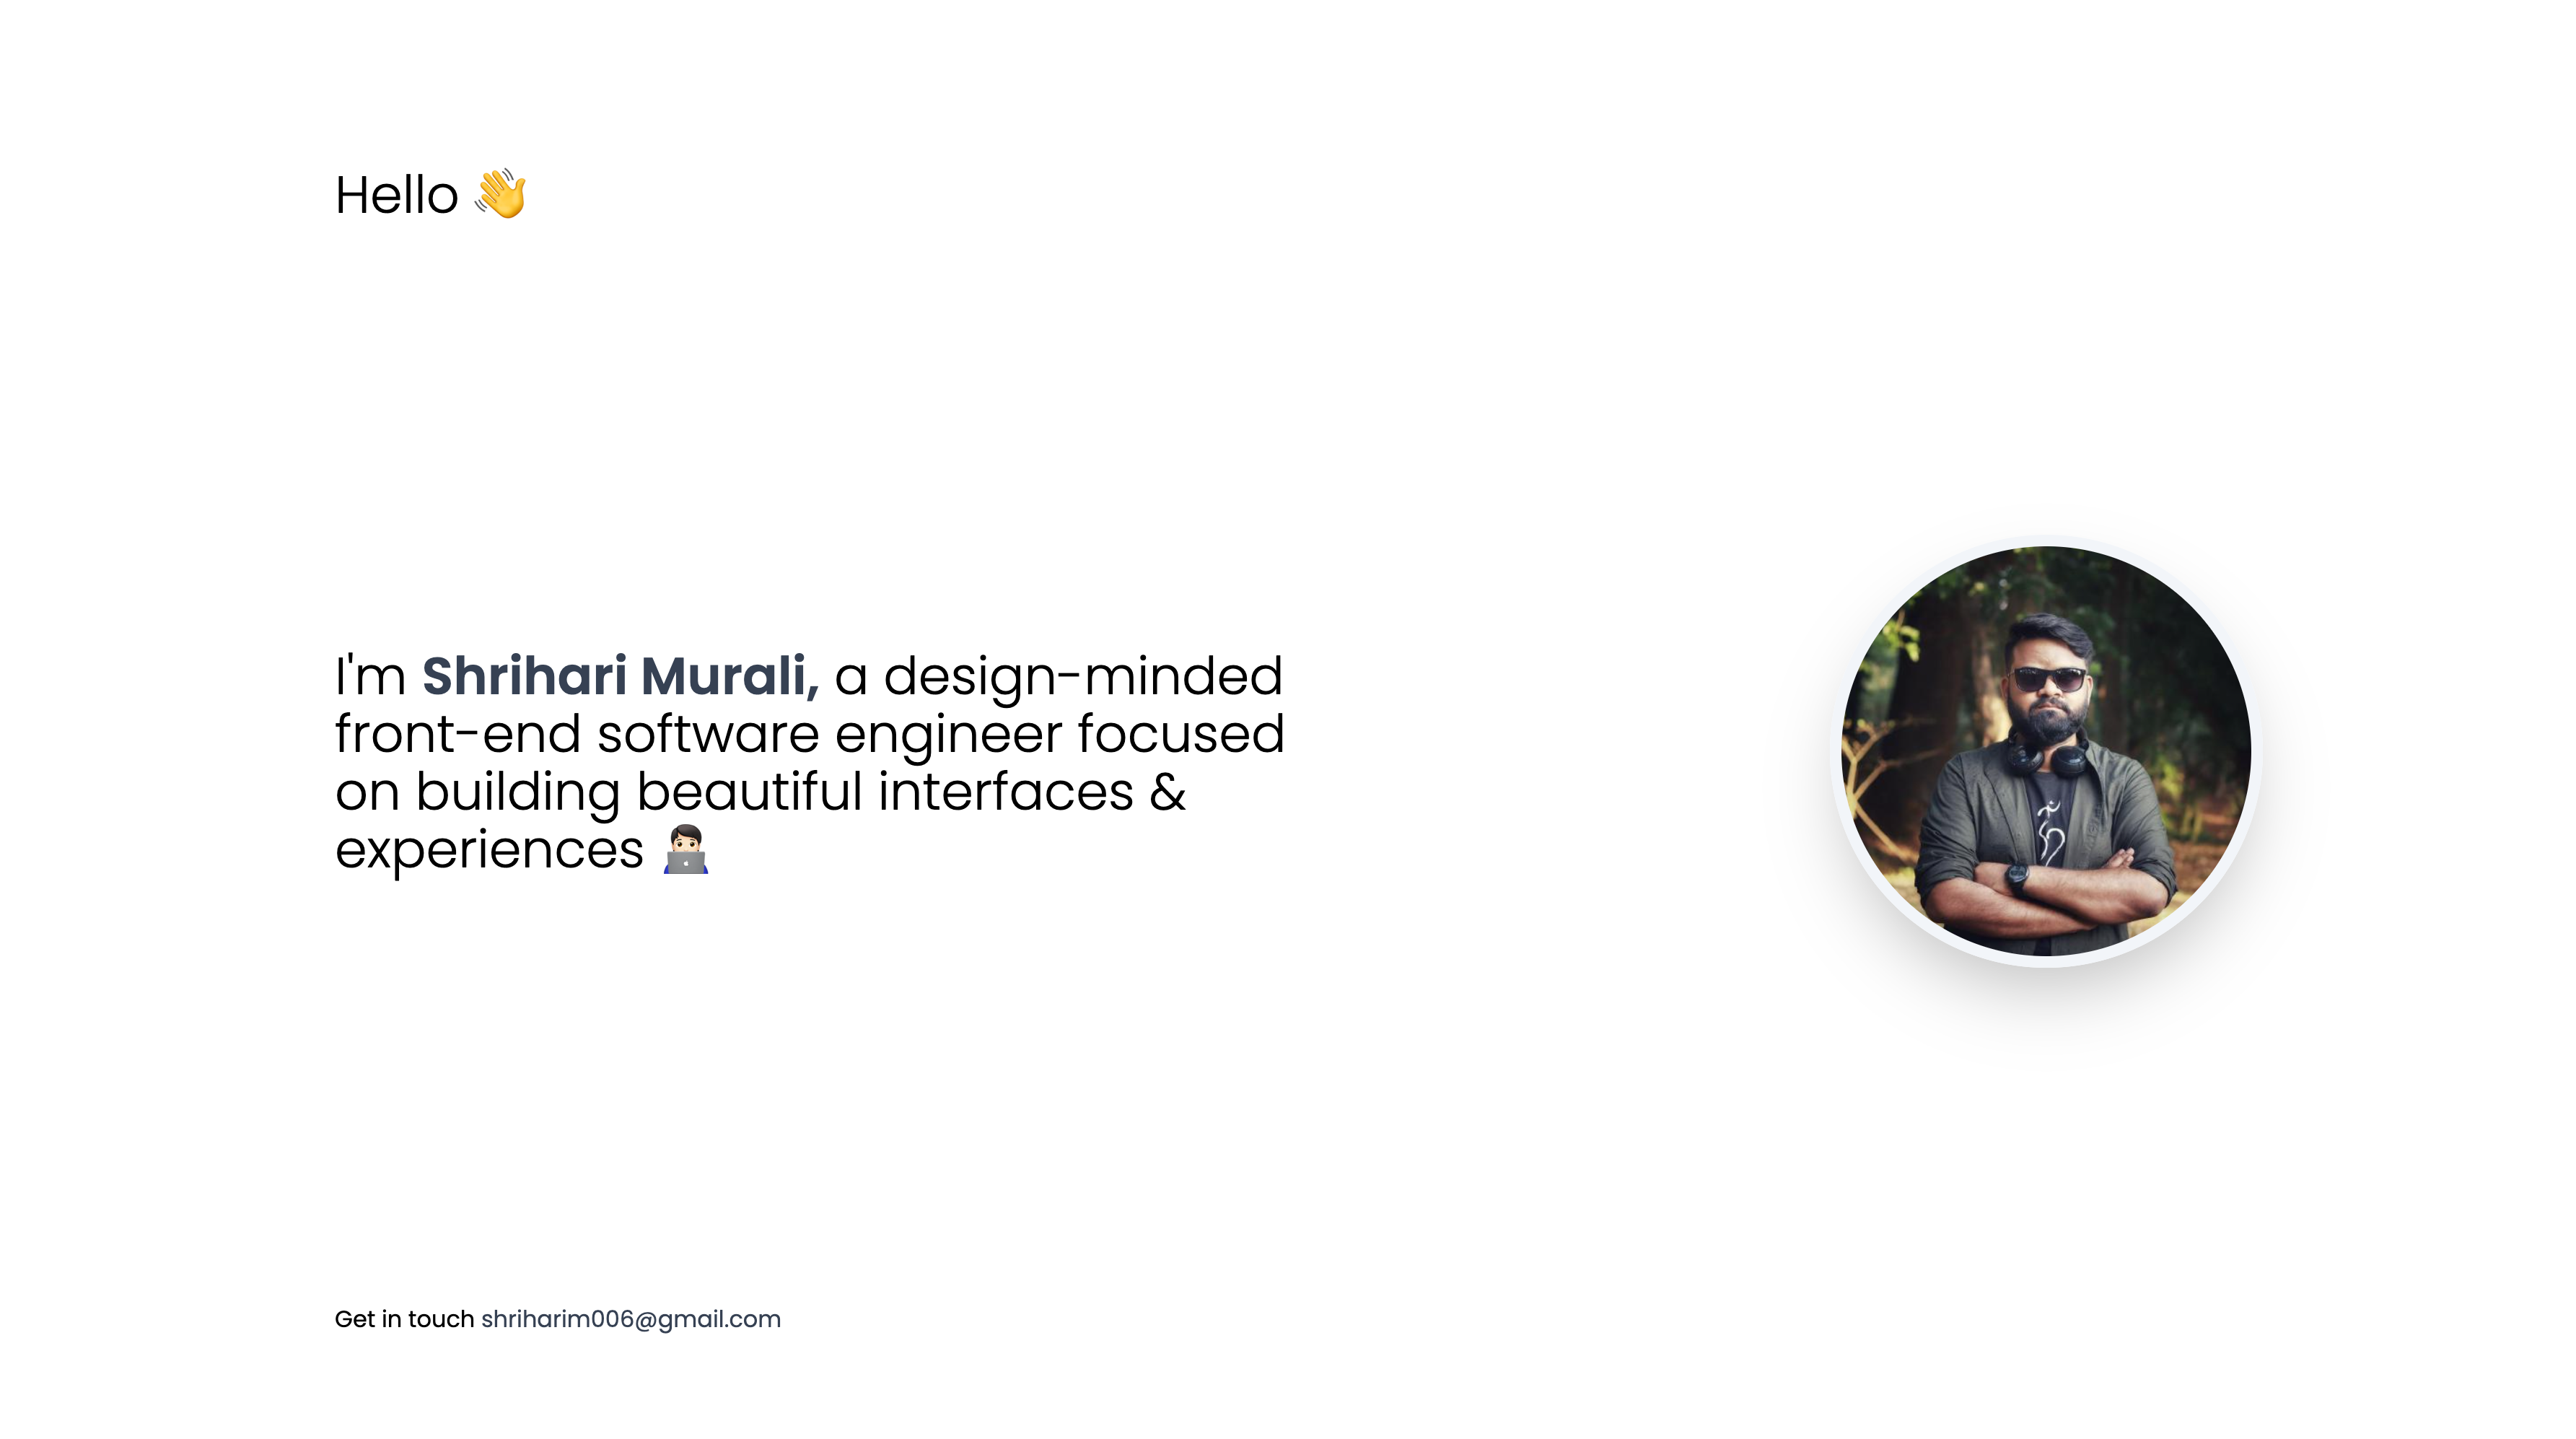 Hello 👋
I'm Shrihari Murali, a design-minded
front-end software engineer focused
on building beautiful interfaces &
experiences 👨🏻‍💻
Get in touch shriharim006@gmail.com